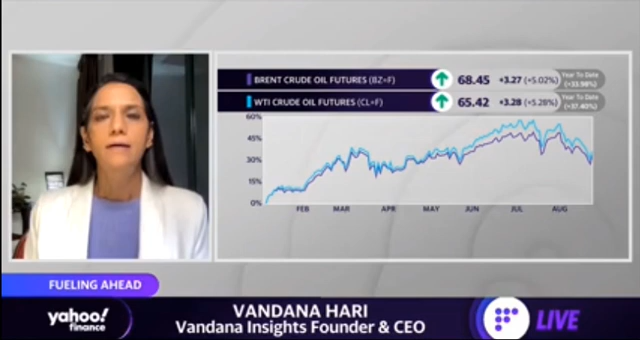 BRENT CRUDE OIL FUTURES (BZ=F) 68.45 +3.27 (+5.02%) Year To Date (+33.98%)
WTI CRUDE OIL FUTURES (CL=F) 65.42 +3.28 (+5.28%) Year To Date (+37.40%)
60%
45%
30%
15%
0%
FEB MAR APR MAY JUN JUL AUG
FUELING AHEAD
yahoo!
finance
VANDANA HARI
Vandana Insights Founder & CEO
LIVE